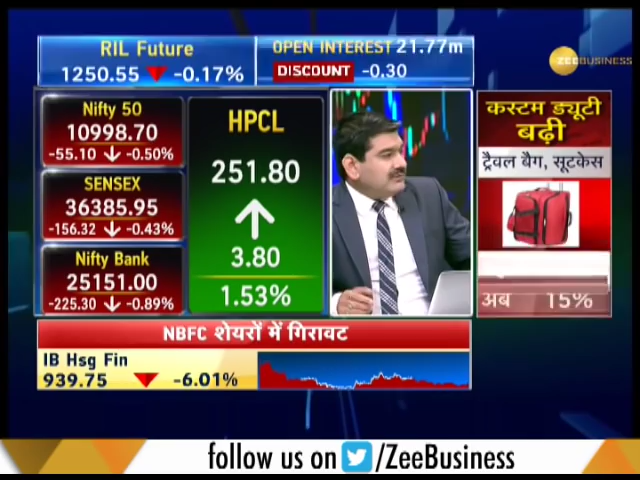 RIL Future
1250.55 -0.17%
OPEN INTEREST 21.77m
DISCOUNT -0.30
ZEEBUSINESS
Nifty 50
10998.70
-55.10 -0.50%
SENSEX
36385.95
-156.32 -0.43%
Nifty Bank
25151.00
-225.30 -0.89%
HPCL
251.80
3.80
1.53%
कस्टम ड्यूटी
बढ़ी
ट्रैवल बैग, सूटकेस
अब 15%
NBFC शेयरों में गिरावट
IB Hsg Fin
939.75 -6.01%
follow us on /ZeeBusiness